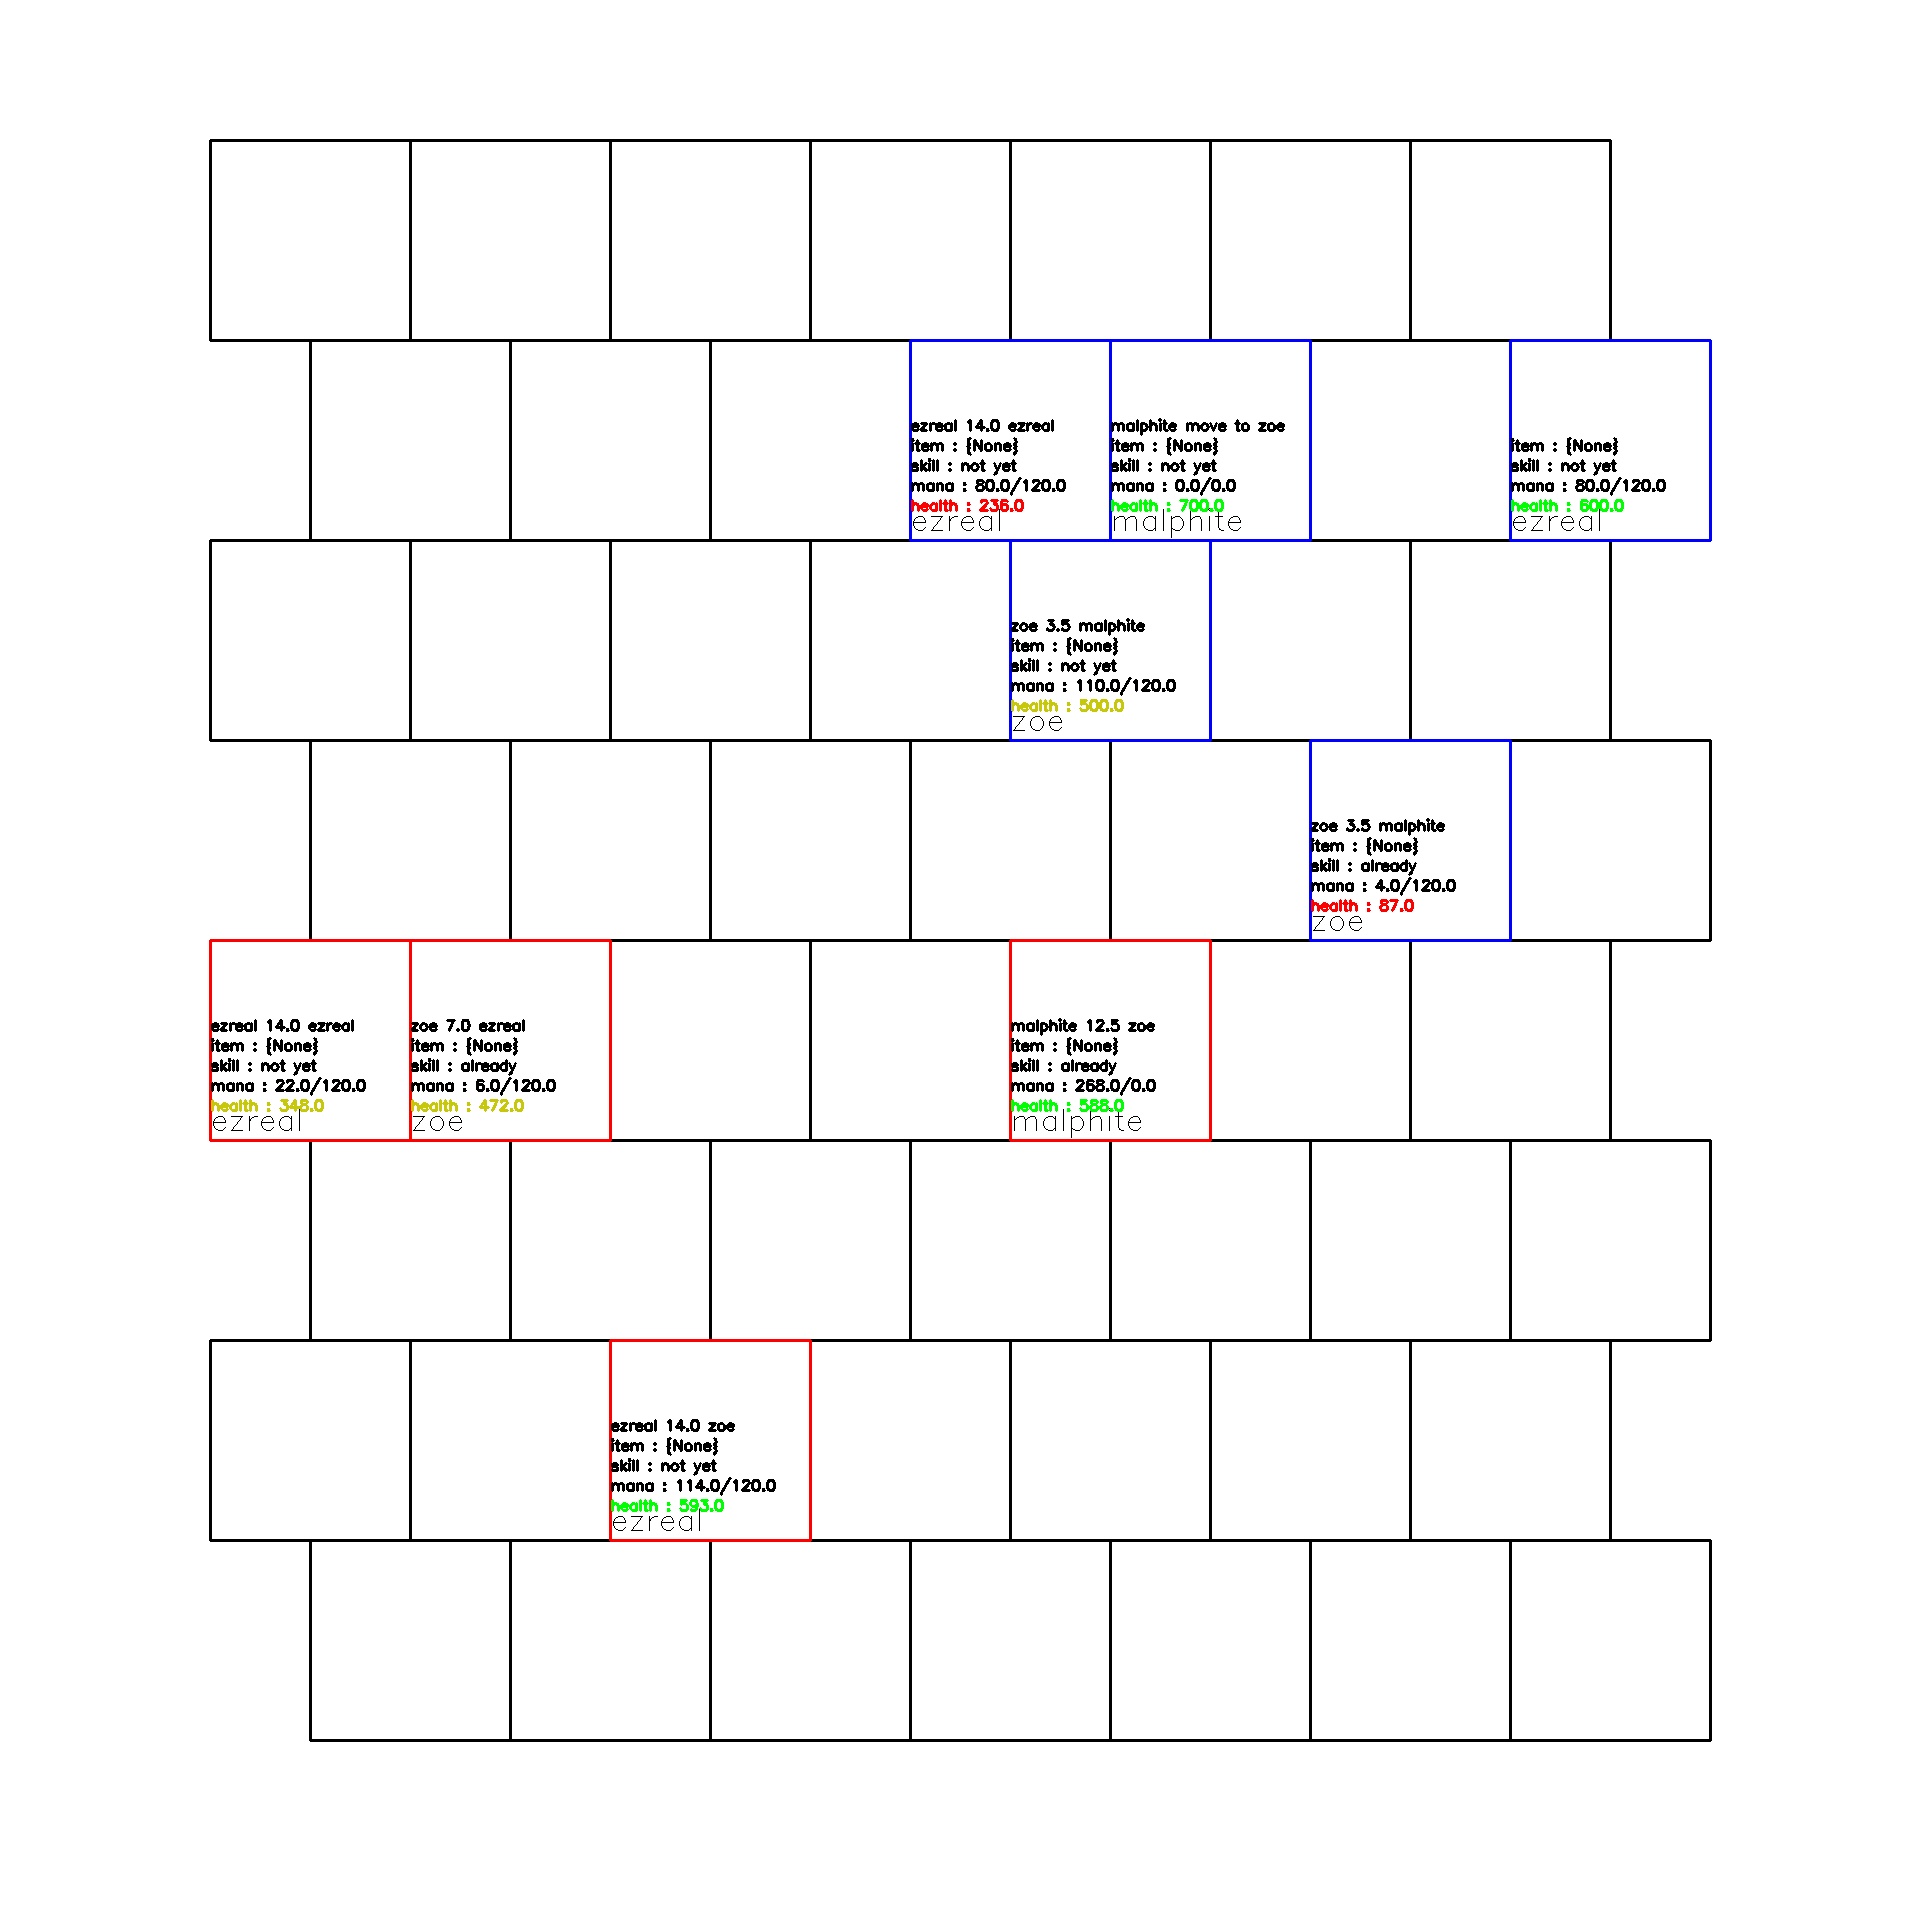 ezreal 14.0 ezreal
item : {None}
skill : not yet
mana : 80.0/120.0
health : 236.0
ezreal
malphite move to zoe
item : {None}
skill : not yet
mana : 0.0/0.0
health : 700.0
malphite
item : {None}
skill : not yet
mana : 80.0/120.0
health : 600.0
ezreal
zoe 3.5 malphite
item : {None}
skill : not yet
mana : 110.0/120.0
health : 500.0
zoe
zoe 3.5 malphite
item : {None}
skill : already
mana : 4.0/120.0
health : 87.0
zoe
ezreal 14.0 ezreal
item : {None}
skill : not yet
mana : 22.0/120.0
health : 348.0
ezreal
zoe 7.0 ezreal
item : {None}
skill : already
mana : 6.0/120.0
health : 472.0
zoe
malphite 12.5 zoe
item : {None}
skill : already
mana : 268.0/0.0
health : 588.0
malphite
ezreal 14.0 zoe
item : {None}
skill : not yet
mana : 114.0/120.0
health : 593.0
ezreal